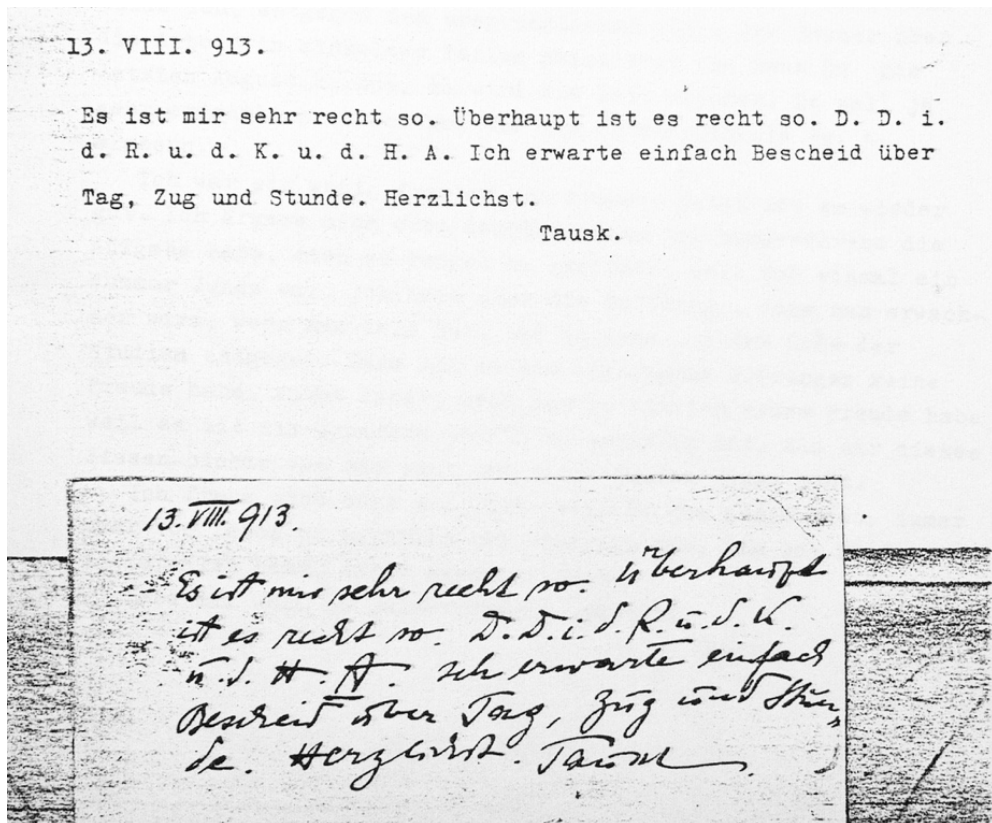 13. VIII. 913.
Es ist mir sehr recht so. Überhaupt ist es recht so. D. D. i.
d. R. u. d. K. u. d. H. A. Ich erwarte einfach Bescheid über
Tag, Zug und Stunde. Herzlichst.
Tausk.
13. VIII. 913.
Es ist mir sehr recht so. Überhaupt
ist es recht so. D. D. i. d. R. u. d. K.
u. d. H. A. Ich erwarte einfach
Bescheid über Tag, Zug und Stun-
de. Herzlichst. Tausk.